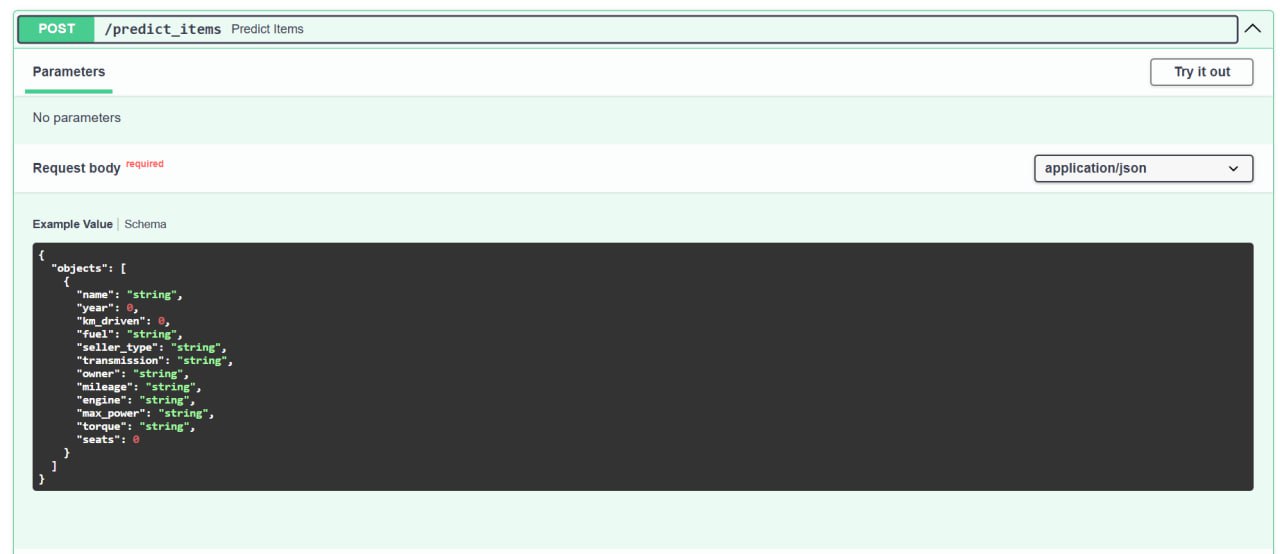 POST /predict_items Predict Items
Parameters
Try it out
No parameters
Request body required
application/json
Example Value | Schema
{
  "objects": [
    {
      "name": "string",
      "year": 0,
      "km_driven": 0,
      "fuel": "string",
      "seller_type": "string",
      "transmission": "string",
      "owner": "string",
      "mileage": "string",
      "engine": "string",
      "max_power": "string",
      "torque": "string",
      "seats": 0
    }
  ]
}